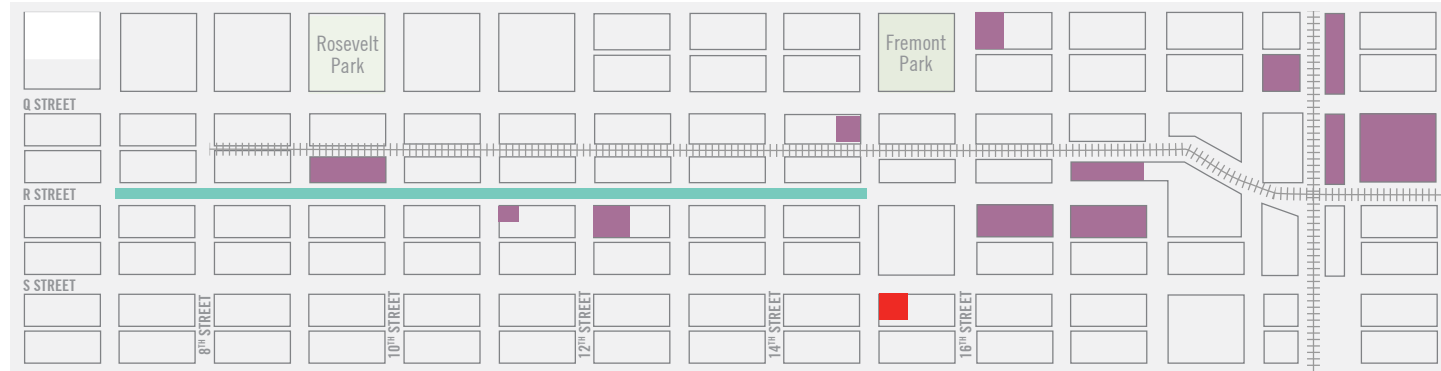 Rosevelt
Park
Fremont
Park
Q STREET
R STREET
S STREET
8TH STREET
10TH STREET
12TH STREET
14TH STREET
16TH STREET